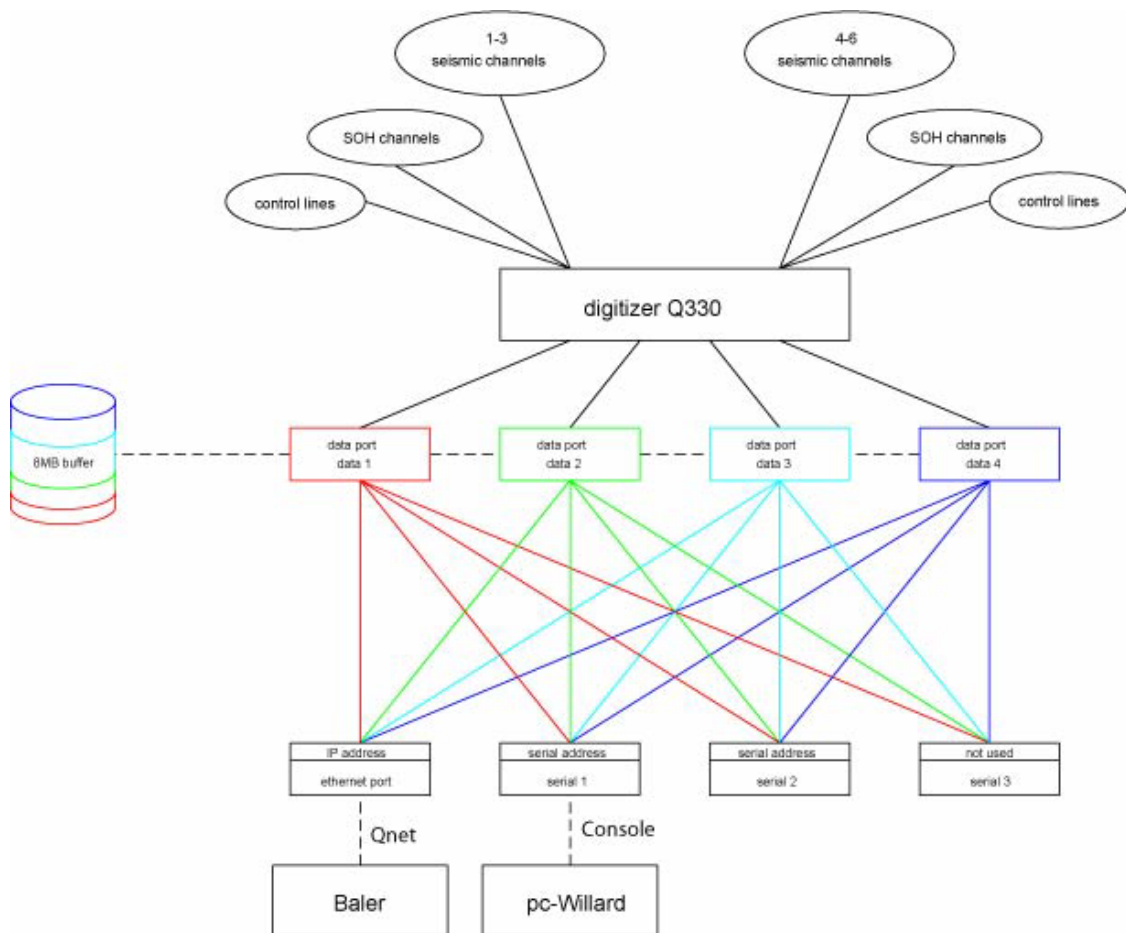 1-3
seismic channels
4-6
seismic channels
SOH channels
SOH channels
control lines
control lines
digitizer Q330
data port
data 1
data port
data 2
data port
data 3
data port
data 4
8MB buffer
IP address
ethernet port
serial address
serial 1
serial address
serial 2
not used
serial 3
Qnet
Console
Baler
pc-Willard